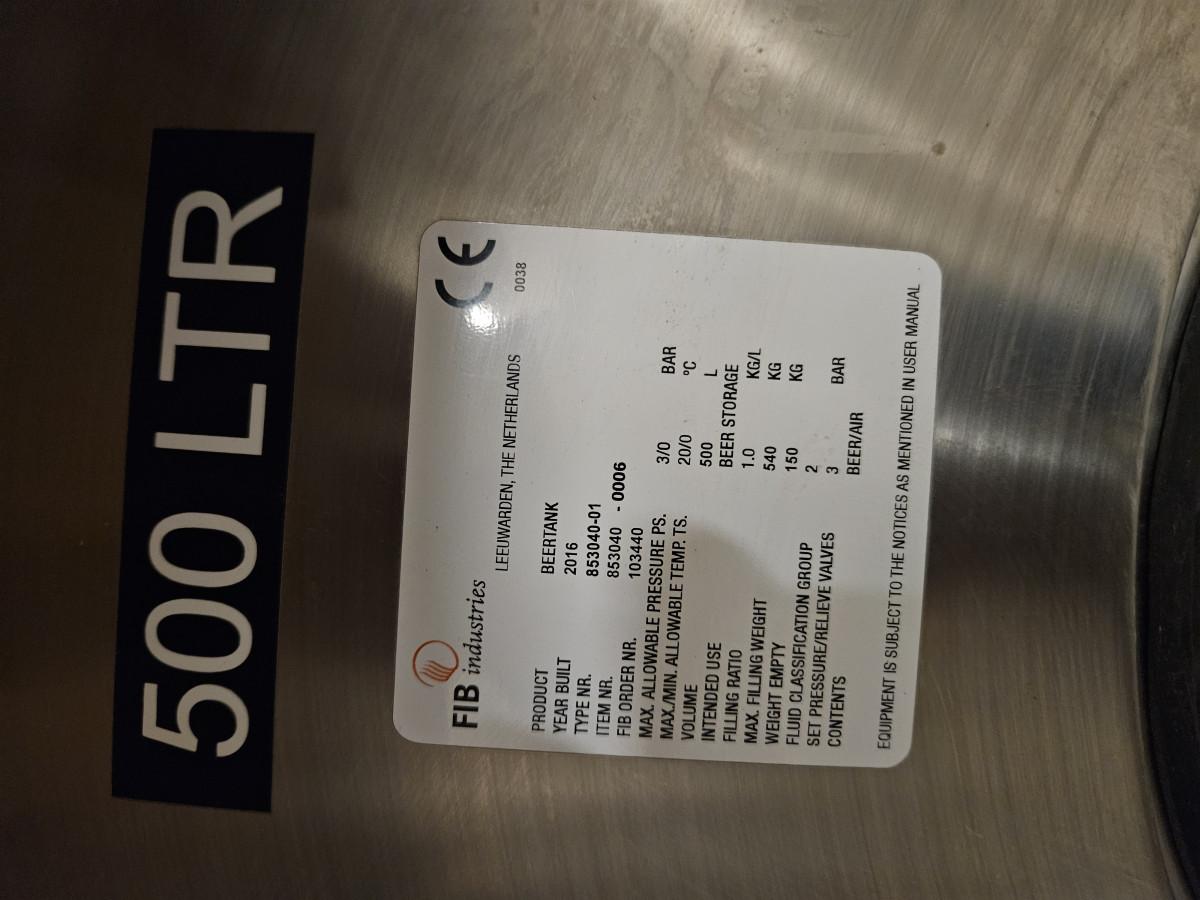 500 LTR
FIB industries
CE
LEEUWARDEN, THE NETHERLANDS
0038
PRODUCT BEERTANK
YEAR BUILT 2016
TYPE NR. 853040-01
ITEM NR. 853040 - 0006
FIB ORDER NR. 103440
MAX. ALLOWABLE PRESSURE PS. 3/0 BAR
MAX./MIN. ALLOWABLE TEMP. TS. 20/0 ºC
VOLUME 500 L
INTENDED USE BEER STORAGE
FILLING RATIO 1.0 KG/L
MAX. FILLING WEIGHT 540 KG
WEIGHT EMPTY 150 KG
FLUID CLASSIFICATION GROUP 2
SET PRESSURE/RELIEVE VALVES 3 BAR
CONTENTS BEER/AIR
EQUIPMENT IS SUBJECT TO THE NOTICES AS MENTIONED IN USER MANUAL